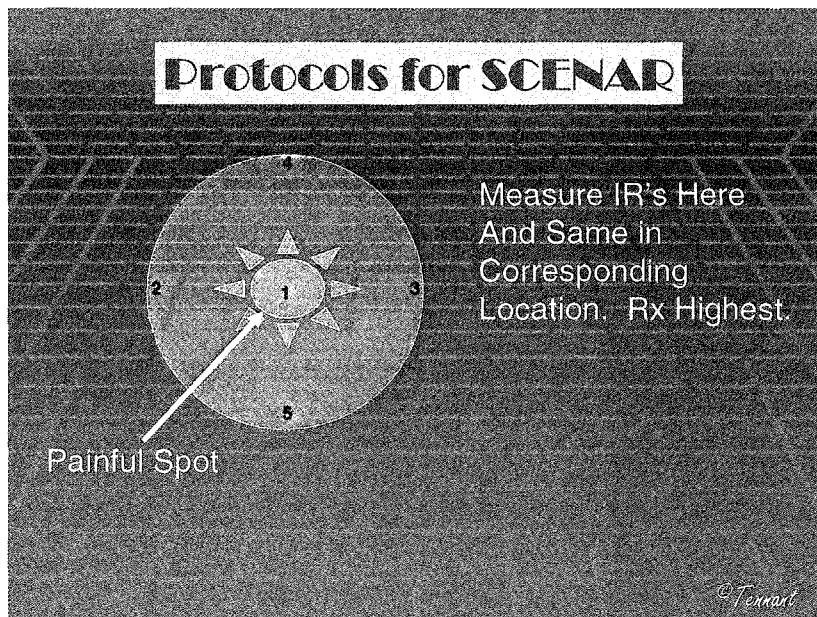 Protocols for SCENAR
4
Measure IR's Here
And Same in
2
1
3
Corresponding
Location. Rx Highest.
5
Painful Spot
©Tennant